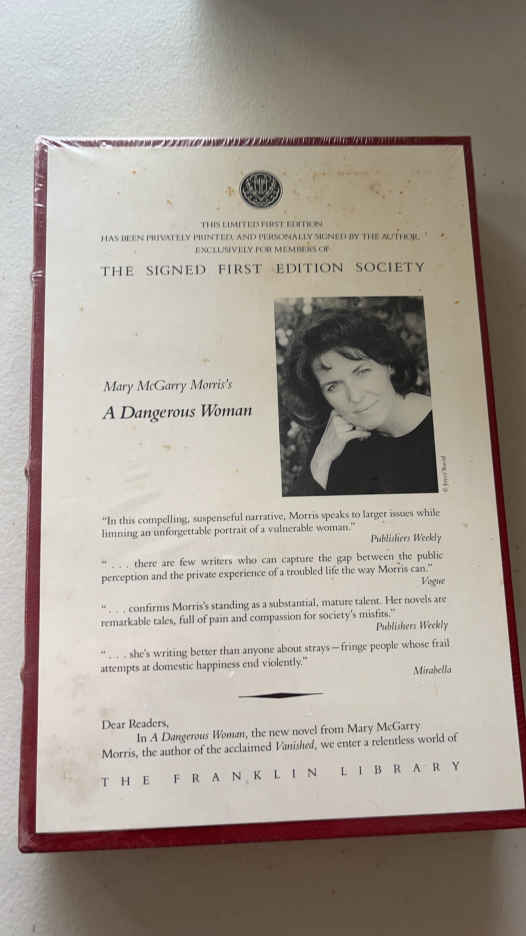 THIS LIMITED FIRST EDITION
HAS BEEN PRIVATELY PRINTED, AND PERSONALLY SIGNED BY THE AUTHOR,
EXCLUSIVELY FOR MEMBERS OF
THE SIGNED FIRST EDITION SOCIETY
Mary McGarry Morris's
A Dangerous Woman
"In this compelling, suspenseful narrative, Morris speaks to larger issues while
limning an unforgettable portrait of a vulnerable woman."
Publishers Weekly
" . . . there are few writers who can capture the gap between the public
perception and the private experience of a troubled life the way Morris can."
Vogue
" . . . confirms Morris's standing as a substantial, mature talent. Her novels are
remarkable tales, full of pain and compassion for society's misfits."
Publishers Weekly
" . . . she's writing better than anyone about strays—fringe people whose frail
attempts at domestic happiness end violently."
Mirabella
Dear Readers,
In A Dangerous Woman, the new novel from Mary McGarry
Morris, the author of the acclaimed Vanished, we enter a relentless world of
THE FRANKLIN LIBRARY